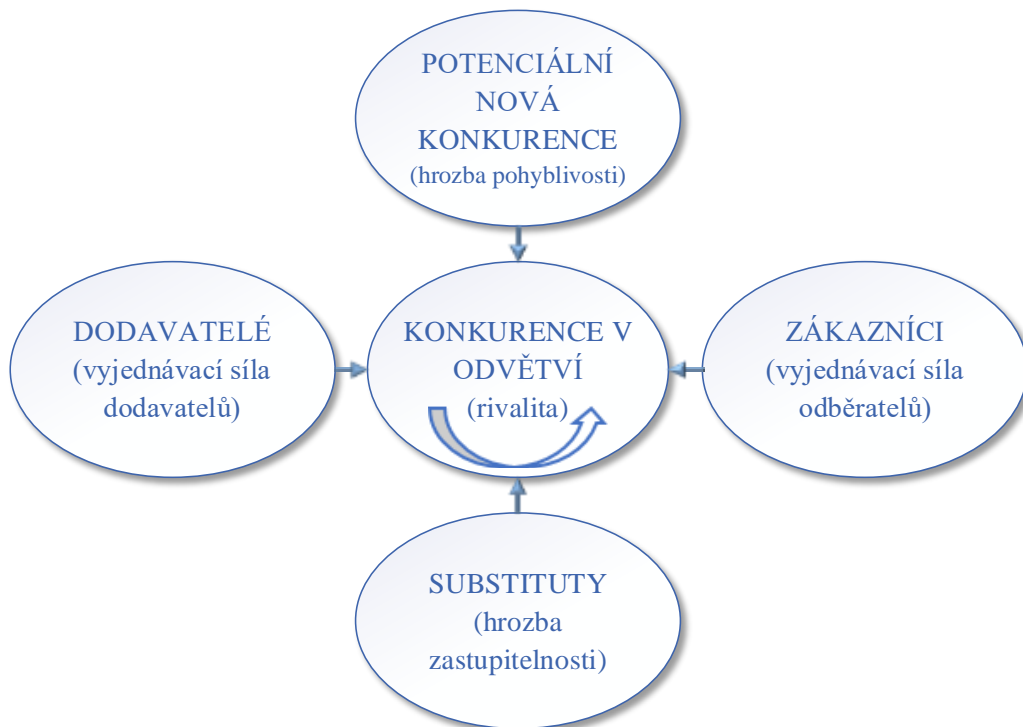 POTENCIÁLNÍ
NOVÁ
KONKURENCE
(hrozba pohyblivosti)
DODAVATELÉ
(vyjednávací síla
dodavatelů)
KONKURENCE V
ODVĚTVÍ
(rivalita)
ZÁKAZNÍCI
(vyjednávací síla
odběratelů)
SUBSTITUTY
(hrozba
zastupitelnosti)